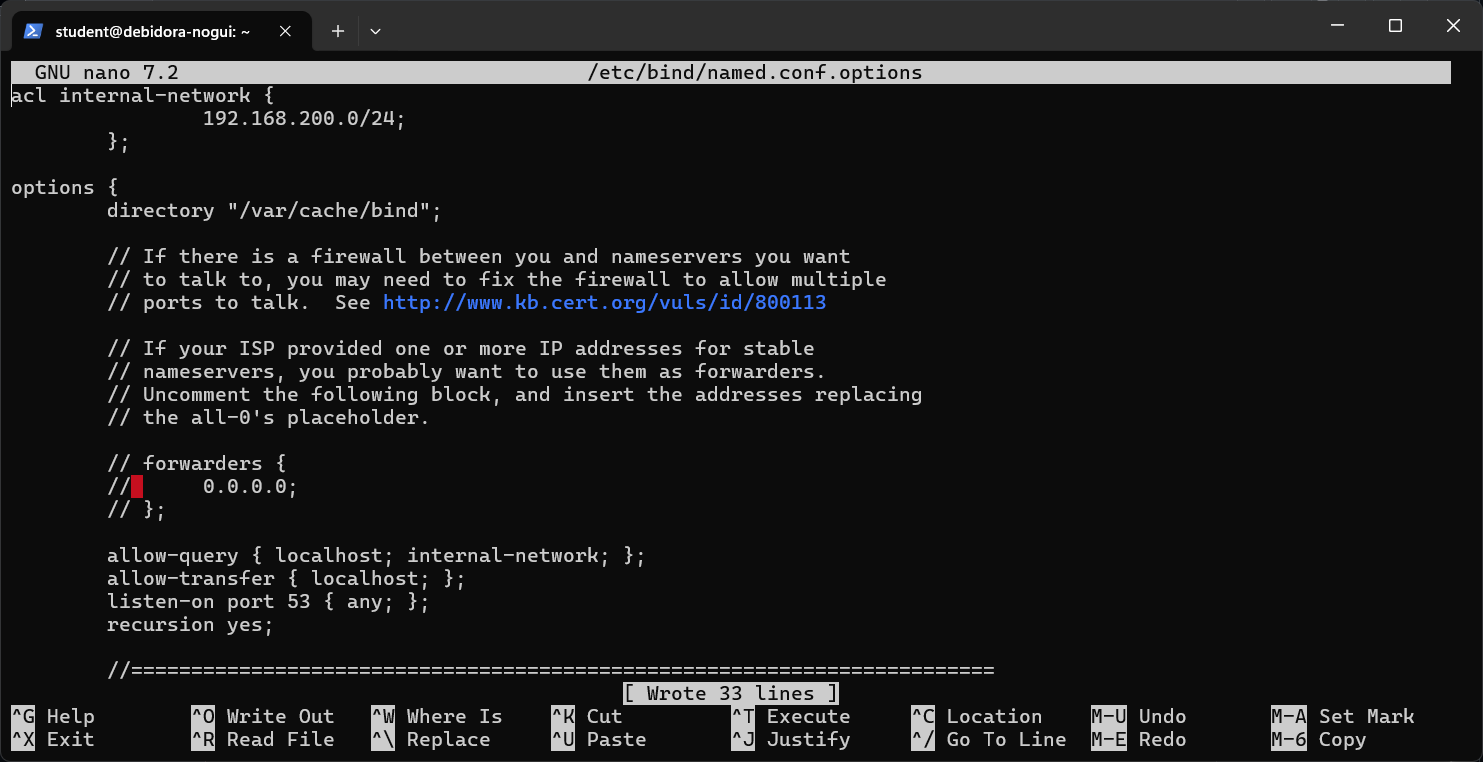 student@debidora-nogui: ~
GNU nano 7.2 /etc/bind/named.conf.options
acl internal-network {
192.168.200.0/24;
};
options {
directory "/var/cache/bind";
// If there is a firewall between you and nameservers you want
// to talk to, you may need to fix the firewall to allow multiple
// ports to talk.  See http://www.kb.cert.org/vuls/id/800113
// If your ISP provided one or more IP addresses for stable
// nameservers, you probably want to use them as forwarders.
// Uncomment the following block, and insert the addresses replacing
// the all-0's placeholder.
// forwarders {
//      0.0.0.0;
// };
allow-query { localhost; internal-network; };
allow-transfer { localhost; };
listen-on port 53 { any; };
recursion yes;
//========================================================================
[ Wrote 33 lines ]
^G Help ^O Write Out ^W Where Is ^K Cut ^T Execute ^C Location M-U Undo M-A Set Mark
^X Exit ^R Read File ^\ Replace ^U Paste ^J Justify ^/ Go To Line M-E Redo M-6 Copy